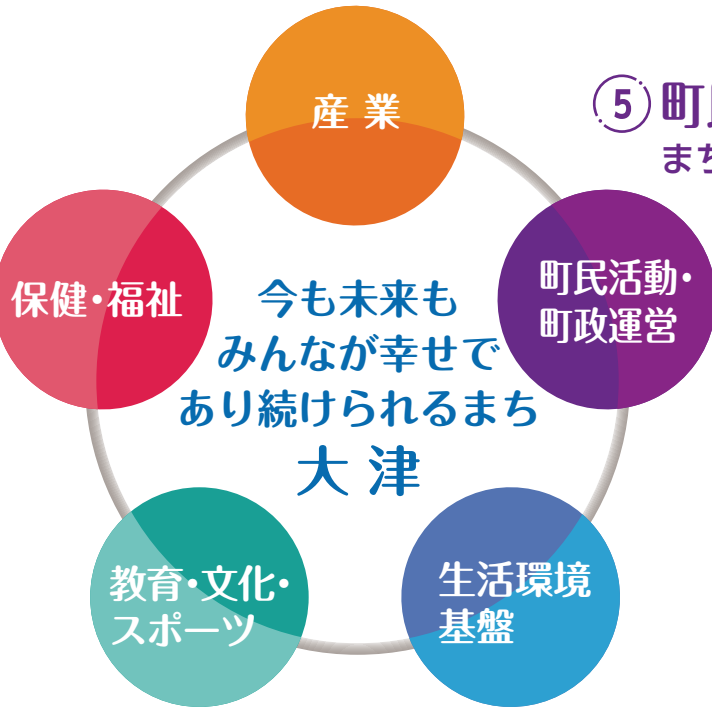 産業
⑤町
まち
保健・福祉
町民活動・
町政運営
今も未来も
みんなが幸せで
あり続けられるまち
大津
教育・文化・
スポーツ
生活環境
基盤